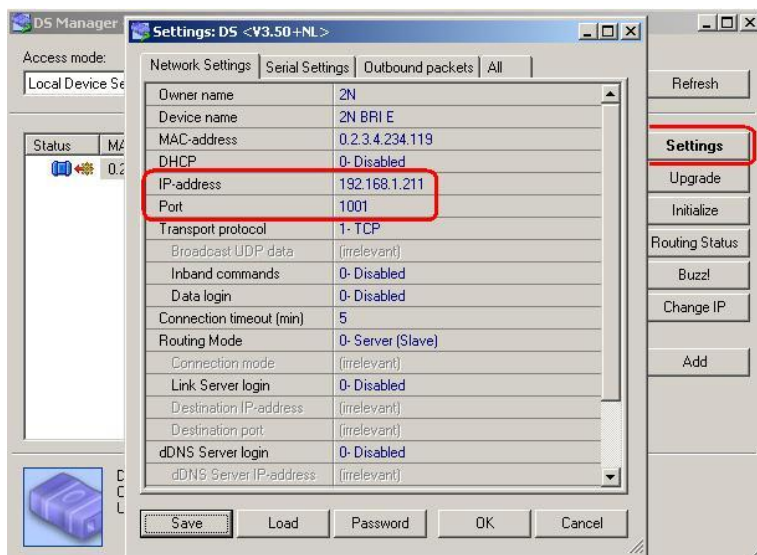 DS Manager
Settings: DS <V3.50+NL>
Access mode:
Local Device Se
Network Settings Serial Settings Outbound packets All
Refresh
Owner name 2N
Device name 2N BRI E
Status MA
MAC-address 0.2.3.4.234.119
Settings
DHCP 0- Disabled
0.2
IP-address 192.168.1.211
Upgrade
Port 1001
Initialize
Transport protocol 1- TCP
Broadcast UDP data (irrelevant)
Routing Status
Inband commands 0- Disabled
Buzz!
Data login 0- Disabled
Connection timeout (min) 5
Change IP
Routing Mode 0- Server (Slave)
Connection mode (irrelevant)
Add
Link Server login 0- Disabled
Destination IP-address (irrelevant)
Destination port (irrelevant)
dDNS Server login 0- Disabled
dDNS Server IP-address (irrelevant)
Save Load Password OK Cancel